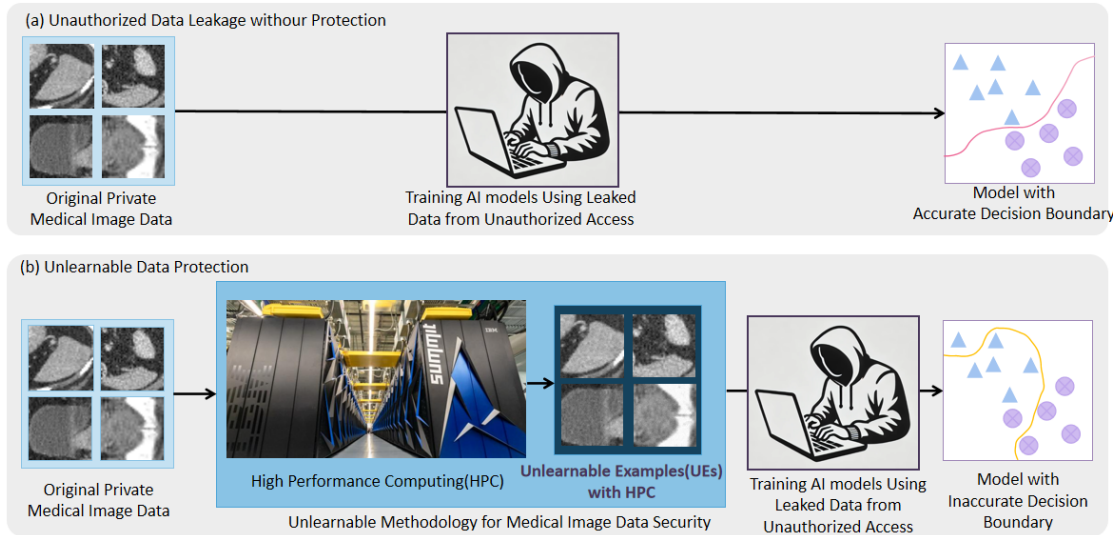 (a) Unauthorized Data Leakage withour Protection
Original Private
Medical Image Data
Training AI models Using Leaked
Data from Unauthorized Access
Model with
Accurate Decision Boundary
(b) Unlearnable Data Protection
Original Private
Medical Image Data
summit
IBM
High Performance Computing(HPC)
Unlearnable Examples(UEs)
with HPC
Unlearnable Methodology for Medical Image Data Security
Training AI models Using
Leaked Data from
Unauthorized Access
Model with
Inaccurate Decision
Boundary